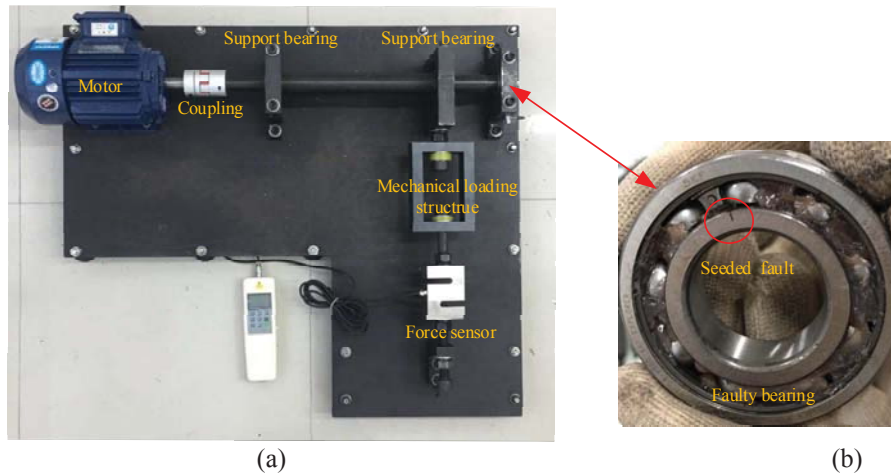 Support bearing
Support bearing
Motor
Coupling
Mechanical loading
structrue
Seeded fault
Force sensor
Faulty bearing
(a)
(b)